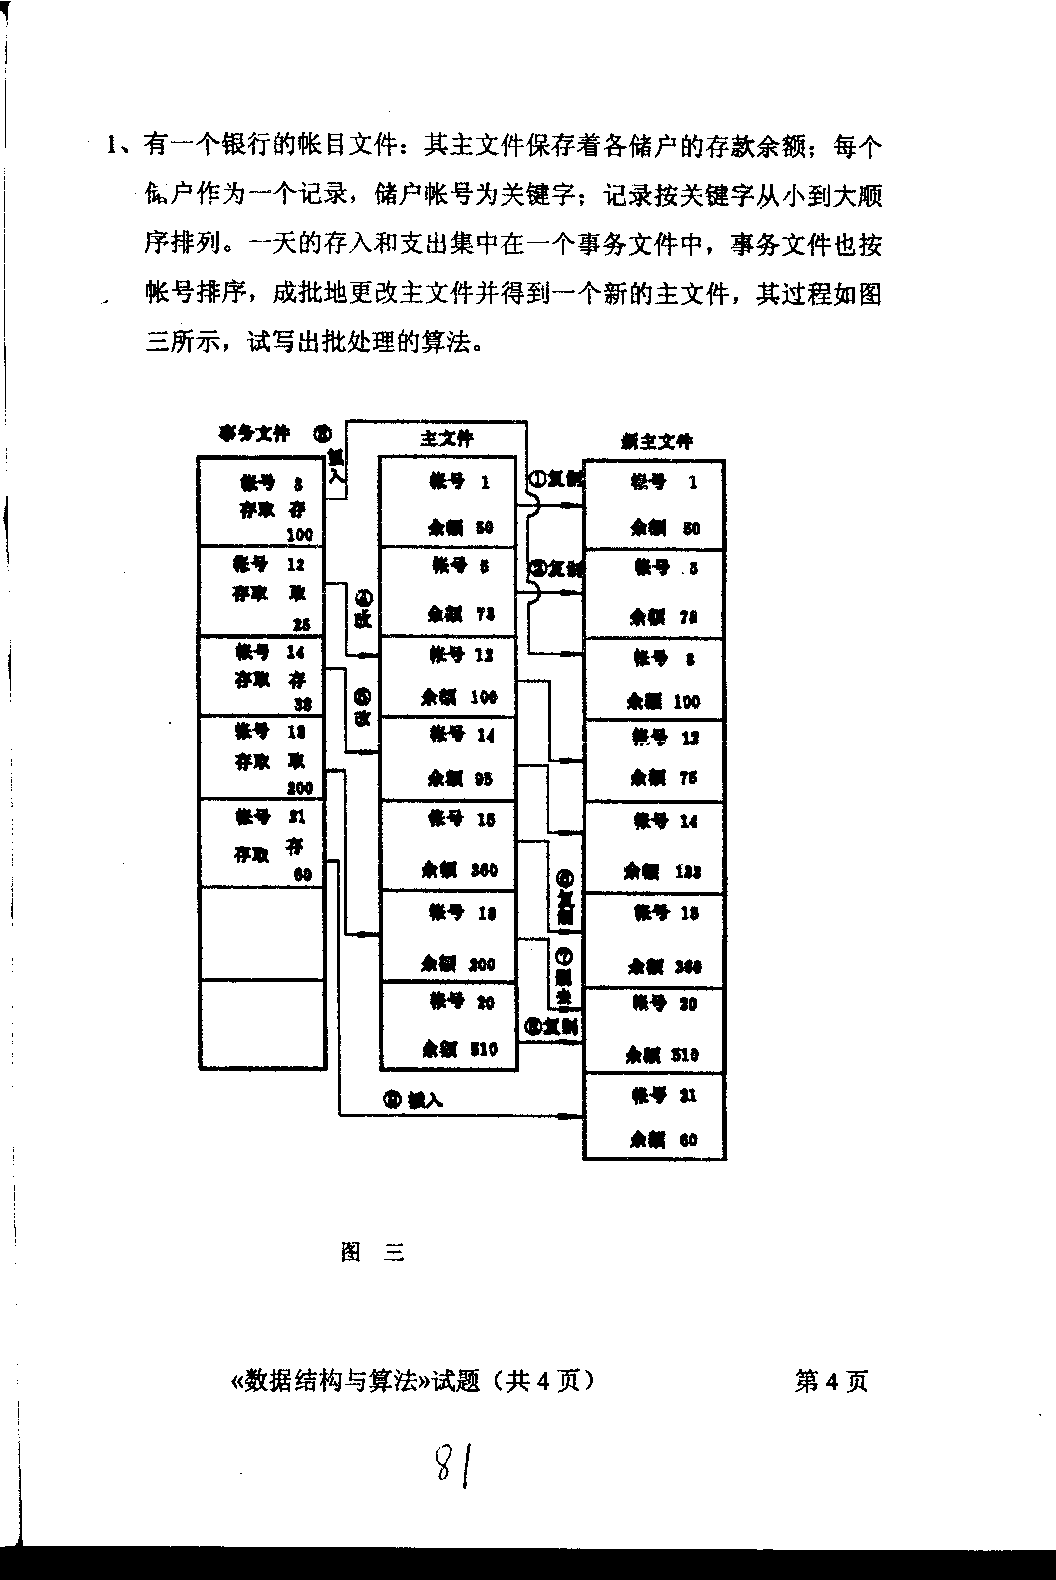 1、有一个银行的帐目文件：其主文件保存着各储户的存款余额；每个
户作为一个记录，储户帐号为关键字；记录按关键字从小到大顺
序排列。一天的存入和支出集中在一个事务文件中，事务文件也按
帐号排序，成批地更改主文件并得到一个新的主文件，其过程如图
三所示，试写出批处理的算法。
事务文件 ③插入
主文件
新主文件
帐号 8
存取 存
100
帐号 12
存取 取
25
帐号 14
存取 存
38
帐号 18
存取 取
200
帐号 21
存取 存
60
④改
⑤改
帐号 1
余额 50
帐号 5
余额 78
帐号 12
余额 100
帐号 14
余额 95
帐号 15
余额 360
帐号 18
余额 200
帐号 20
余额 510
①复制
②复制
⑥复制
⑦删去
⑧复制
⑨插入
帐号 1
余额 50
帐号 5
余额 78
帐号 8
余额 100
帐号 12
余额 75
帐号 14
余额 133
帐号 15
余额 360
帐号 20
余额 510
帐号 21
余额 60
图 三
«数据结构与算法»试题（共 4 页） 第 4 页
81